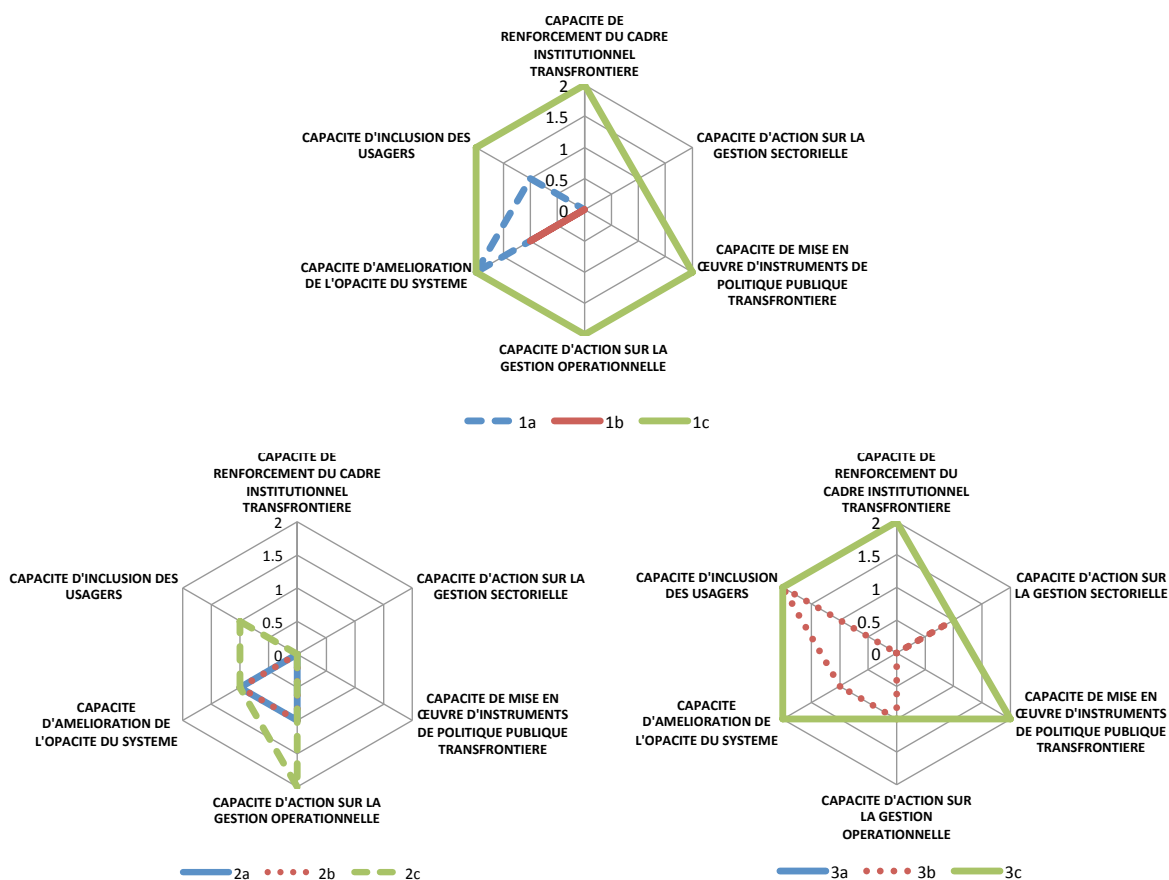 CAPACITE DE
RENFORCEMENT DU CADRE
INSTITUTIONNEL
TRANSFRONTIERE
2
1.5
1
0.5
0
CAPACITE D'ACTION SUR LA
GESTION SECTORIELLE
CAPACITE DE MISE EN
ŒUVRE D'INSTRUMENTS DE
POLITIQUE PUBLIQUE
TRANSFRONTIERE
CAPACITE D'ACTION SUR LA
GESTION OPERATIONNELLE
CAPACITE D'AMELIORATION
DE L'OPACITE DU SYSTEME
CAPACITE D'INCLUSION DES
USAGERS
1a
1b
1c
CAPACITE DE
RENFORCEMENT DU CADRE
INSTITUTIONNEL
TRANSFRONTIERE
2
1.5
1
0.5
0
CAPACITE D'ACTION SUR LA
GESTION SECTORIELLE
CAPACITE DE MISE EN
ŒUVRE D'INSTRUMENTS
DE POLITIQUE PUBLIQUE
TRANSFRONTIERE
CAPACITE D'ACTION SUR LA
GESTION OPERATIONNELLE
CAPACITE
D'AMELIORATION DE
L'OPACITE DU SYSTEME
CAPACITE D'INCLUSION DES
USAGERS
2a
2b
2c
CAPACITE DE
RENFORCEMENT DU
CADRE INSTITUTIONNEL
TRANSFRONTIERE
2
1.5
1
0.5
0
CAPACITE D'ACTION SUR
LA GESTION SECTORIELLE
CAPACITE DE MISE EN
ŒUVRE D'INSTRUMENTS
DE POLITIQUE PUBLIQUE
TRANSFRONTIERE
CAPACITE D'ACTION SUR
LA GESTION
OPERATIONNELLE
CAPACITE
D'AMELIORATION DE
L'OPACITE DU SYSTEME
CAPACITE D'INCLUSION
DES USAGERS
3a
3b
3c